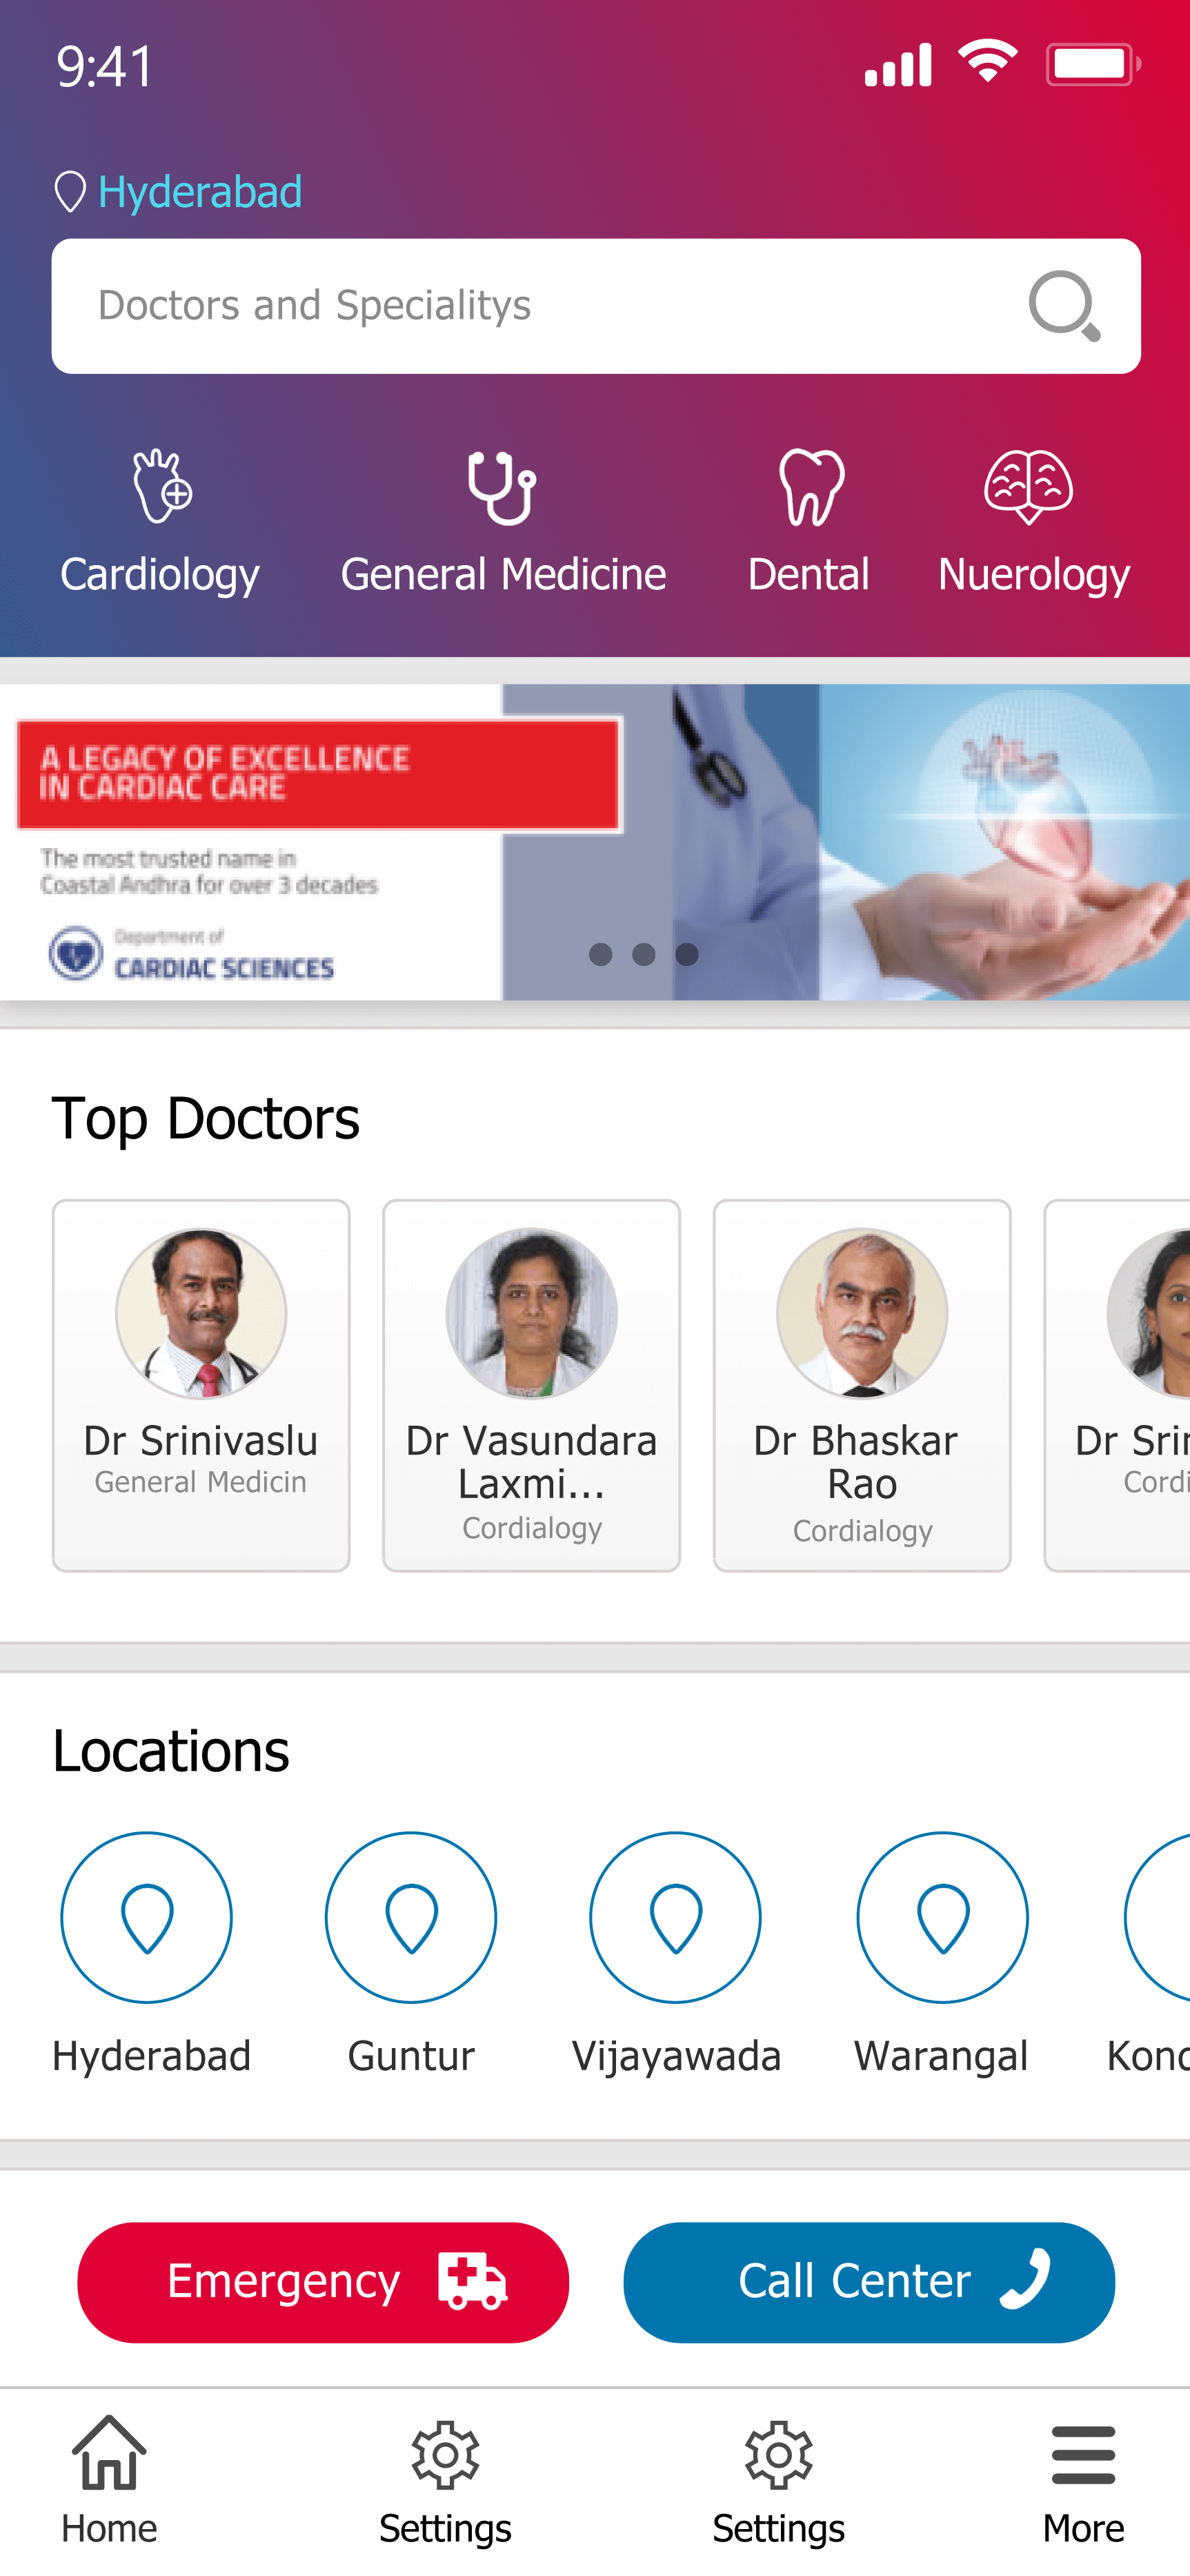 9:41
Hyderabad
Doctors and Specialitys
Cardiology
General Medicine
Dental
Nuerology
A LEGACY OF EXCELLENCE
IN CARDIAC CARE
The most trusted name in
Coastal Andhra for over 3 decades
Department of
CARDIAC SCIENCES
Top Doctors
Dr Srinivaslu
General Medicin
Dr Vasundara
Laxmi...
Cordialogy
Dr Bhaskar
Rao
Cordialogy
Dr Srin
Cordi
Locations
Hyderabad
Guntur
Vijayawada
Warangal
Kond
Emergency
Call Center
Home
Settings
Settings
More